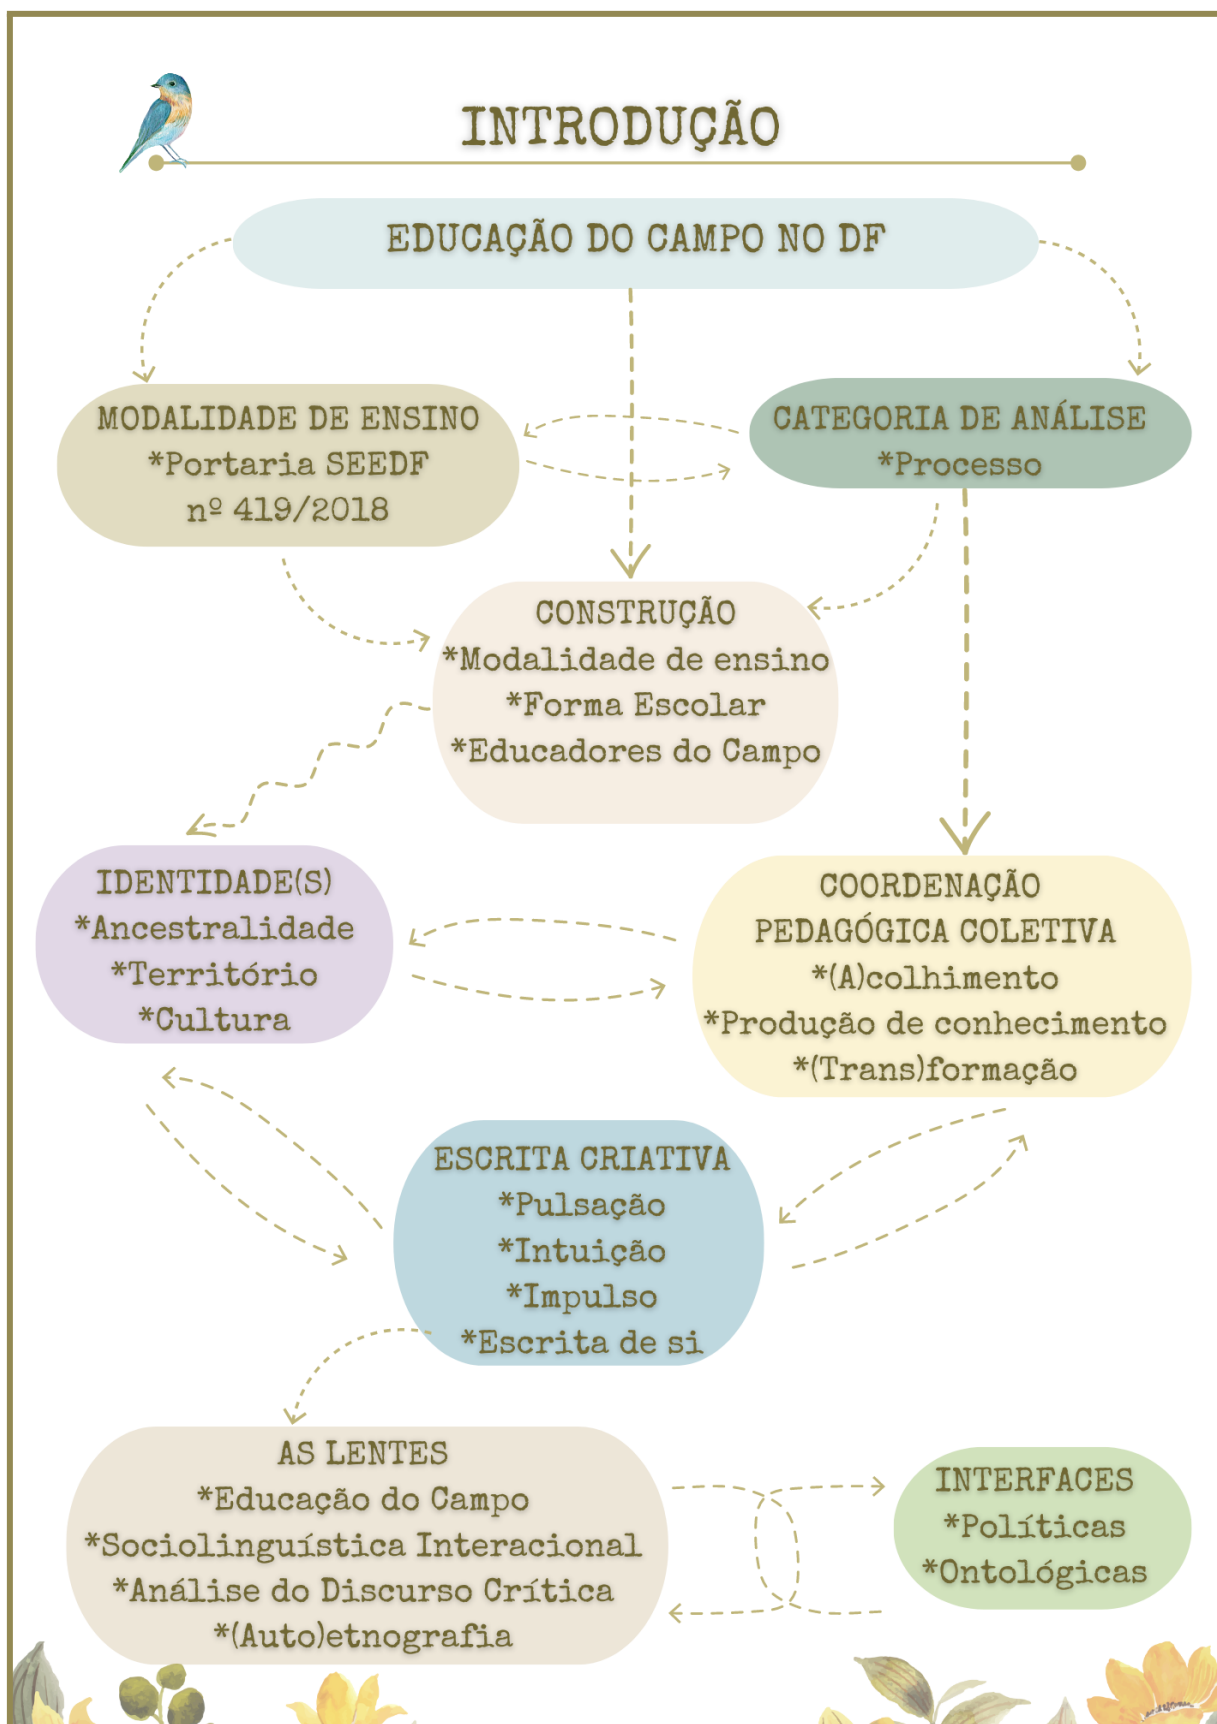 INTRODUÇÃO
EDUCAÇÃO DO CAMPO NO DF
MODALIDADE DE ENSINO
*Portaria SEEDF
nº 419/2018
CATEGORIA DE ANÁLISE
*Processo
CONSTRUÇÃO
*Modalidade de ensino
*Forma Escolar
*Educadores do Campo
IDENTIDADE(S)
*Ancestralidade
*Território
*Cultura
COORDENAÇÃO
PEDAGÓGICA COLETIVA
*(A)colhimento
*Produção de conhecimento
*(Trans)formação
ESCRITA CRIATIVA
*Pulsação
*Intuição
*Impulso
*Escrita de si
AS LENTES
*Educação do Campo
*Sociolinguística Interacional
*Análise do Discurso Crítica
*(Auto)etnografia
INTERFACES
*Políticas
*Ontológicas